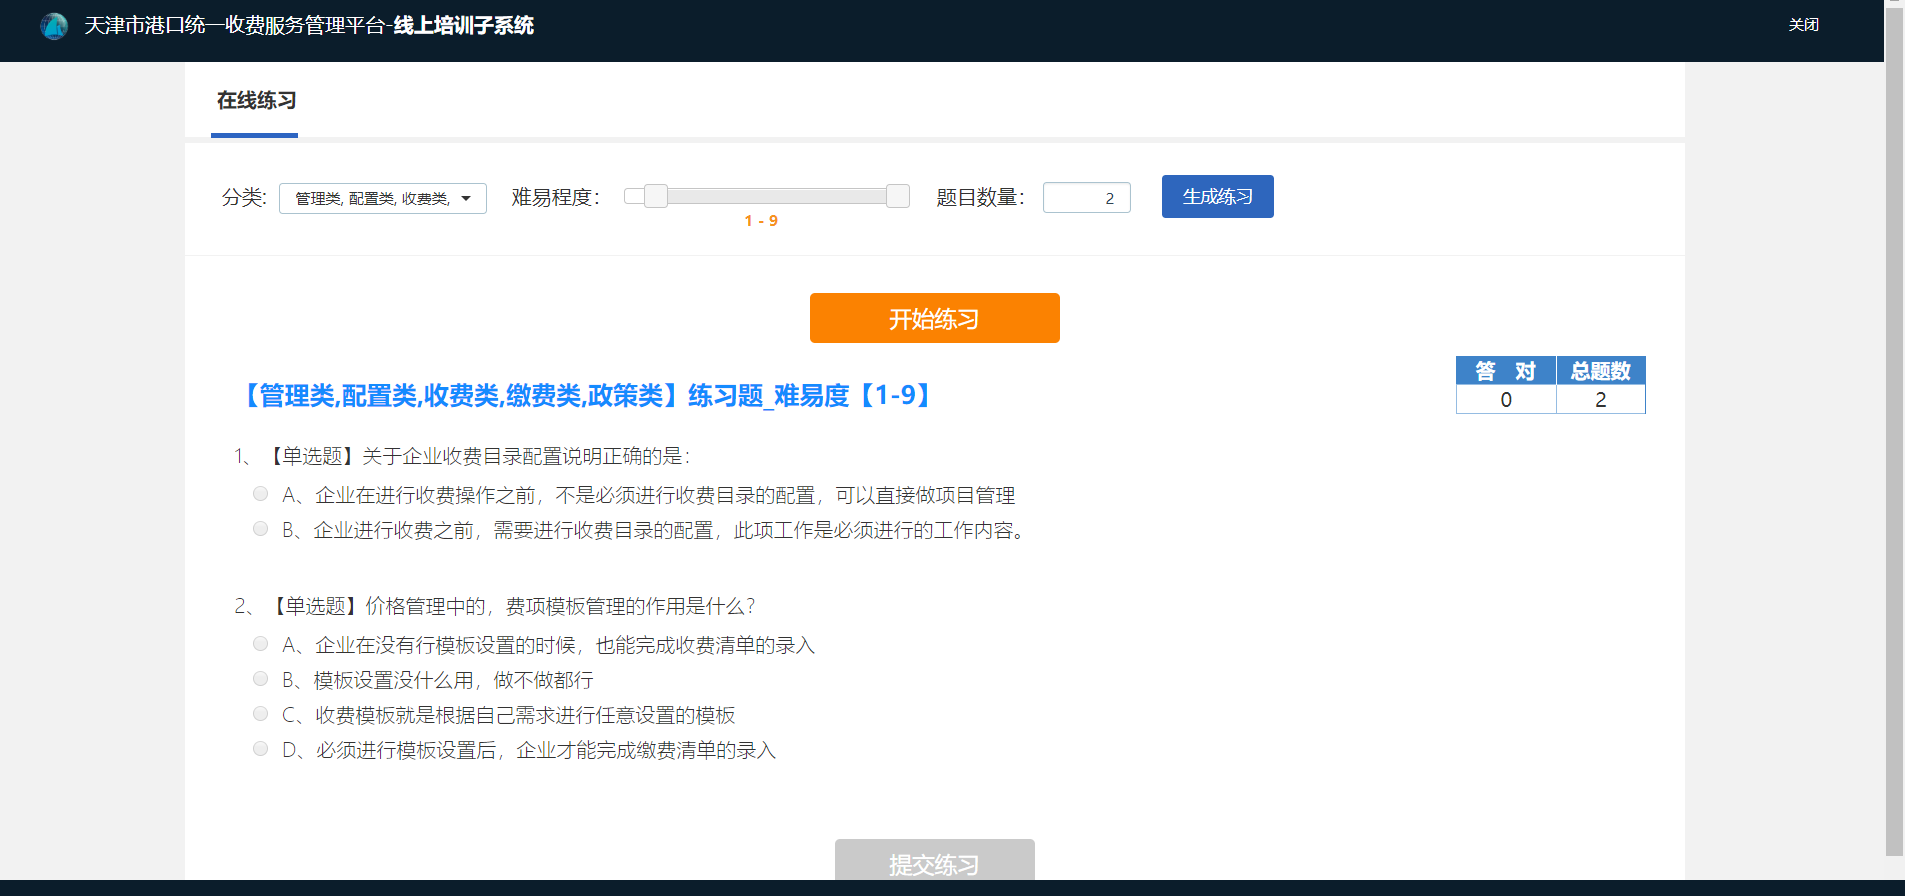 天津市港口统一收费服务管理平台-线上培训子系统
关闭
在线练习
分类: 管理类, 配置类, 收费类, 难易程度： 题目数量： 2 生成练习
1 - 9
开始练习
答 对 总题数
0 2
【管理类,配置类,收费类,缴费类,政策类】练习题_难易度【1-9】
1、【单选题】关于企业收费目录配置说明正确的是：
A、企业在进行收费操作之前，不是必须进行收费目录的配置，可以直接做项目管理
B、企业进行收费之前，需要进行收费目录的配置，此项工作是必须进行的工作内容。
2、【单选题】价格管理中的，费项模板管理的作用是什么？
A、企业在没有行模板设置的时候，也能完成收费清单的录入
B、模板设置没什么用，做不做都行
C、收费模板就是根据自己需求进行任意设置的模板
D、必须进行模板设置后，企业才能完成缴费清单的录入
提交练习